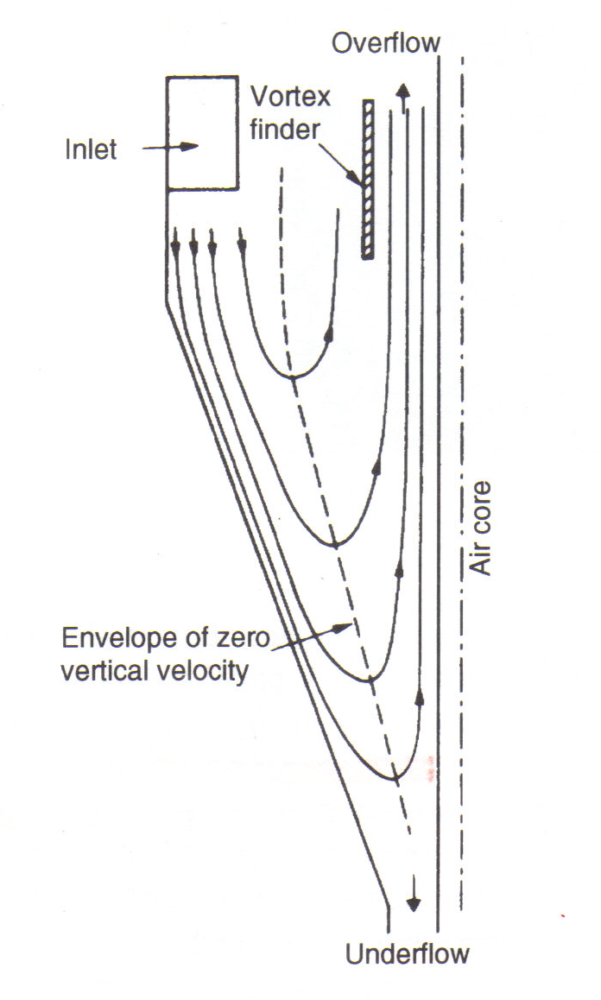 Overflow
Vortex
finder
Inlet
Air core
Envelope of zero
vertical velocity
Underflow